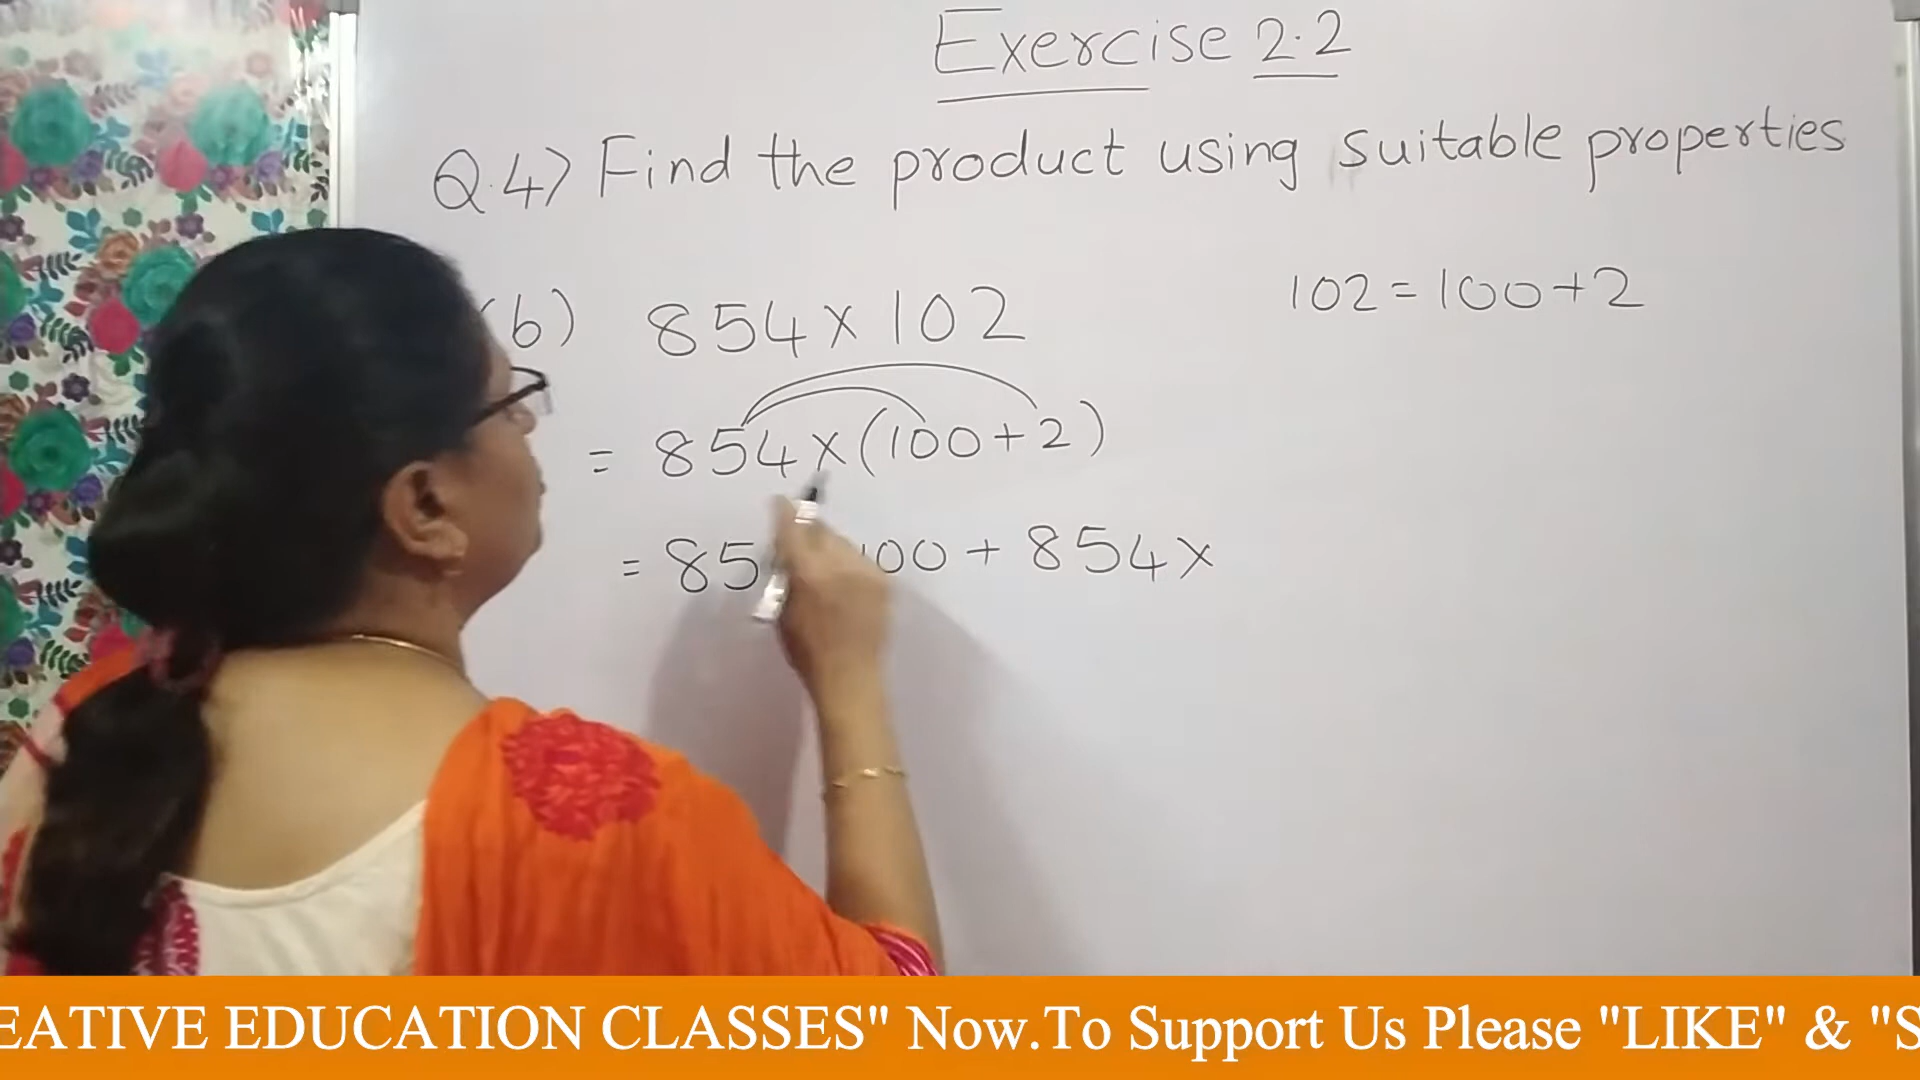 Exercise 2.2
Q.4) Find the product using suitable properties
(b) 854 x 102
102 = 100 + 2
= 854 x (100 + 2)
= 85 00 + 854 x
EATIVE EDUCATION CLASSES" Now.To Support Us Please "LIKE" & "S